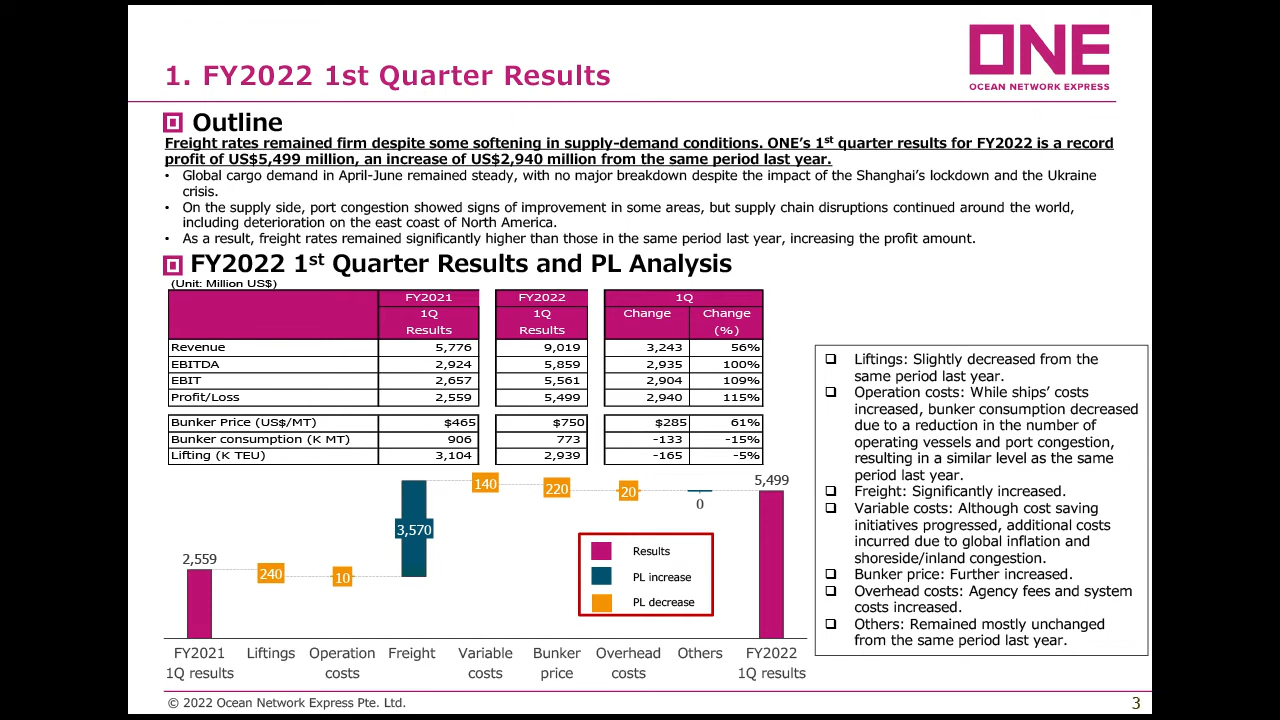 1. FY2022 1st Quarter Results
ONE
OCEAN NETWORK EXPRESS
Outline
Freight rates remained firm despite some softening in supply-demand conditions. ONE's 1st quarter results for FY2022 is a record
profit of US$5,499 million, an increase of US$2,940 million from the same period last year.
• Global cargo demand in April-June remained steady, with no major breakdown despite the impact of the Shanghai's lockdown and the Ukraine
crisis.
• On the supply side, port congestion showed signs of improvement in some areas, but supply chain disruptions continued around the world,
including deterioration on the east coast of North America.
• As a result, freight rates remained significantly higher than those in the same period last year, increasing the profit amount.
FY2022 1st Quarter Results and PL Analysis
(Unit: Million US$)
FY2021 FY2022 1Q
1Q 1Q Change Change
Results Results (%)
Revenue 5,776 9,019 3,243 56%
EBITDA 2,924 5,859 2,935 100%
EBIT 2,657 5,561 2,904 109%
Profit/Loss 2,559 5,499 2,940 115%
Bunker Price (US$/MT) $465 $750 $285 61%
Bunker consumption (K MT) 906 773 -133 -15%
Lifting (K TEU) 3,104 2,939 -165 -5%
2,559
240
10
3,570
140
220
20
0
5,499
Results
PL increase
PL decrease
FY2021 Liftings Operation Freight Variable Bunker Overhead Others FY2022
1Q results costs costs price costs 1Q results
Liftings: Slightly decreased from the
same period last year.
Operation costs: While ships' costs
increased, bunker consumption decreased
due to a reduction in the number of
operating vessels and port congestion,
resulting in a similar level as the same
period last year.
Freight: Significantly increased.
Variable costs: Although cost saving
initiatives progressed, additional costs
incurred due to global inflation and
shoreside/inland congestion.
Bunker price: Further increased.
Overhead costs: Agency fees and system
costs increased.
Others: Remained mostly unchanged
from the same period last year.
© 2022 Ocean Network Express Pte. Ltd.
3